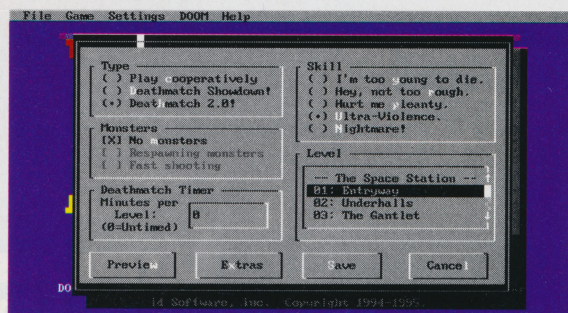 File Game Settings DOOM Help
Type
( ) Play cooperatively
( ) Deathmatch Showdown!
(•) Deathmatch 2.0!
Monsters
[X] No monsters
[ ] Respawning monsters
[ ] Fast shooting
Deathmatch Timer
Minutes per
Level: 0
(0=Untimed)
Skill
( ) I'm too young to die.
( ) Hey, not too rough.
( ) Hurt me pleanty.
(•) Ultra-Violence.
( ) Nightmare!
Level
-- The Space Station --
01: Entryway
02: Underhalls
03: The Gantlet
Preview Extras Save Cancel
DO
id Software, Inc. Copyright 1994-1995.